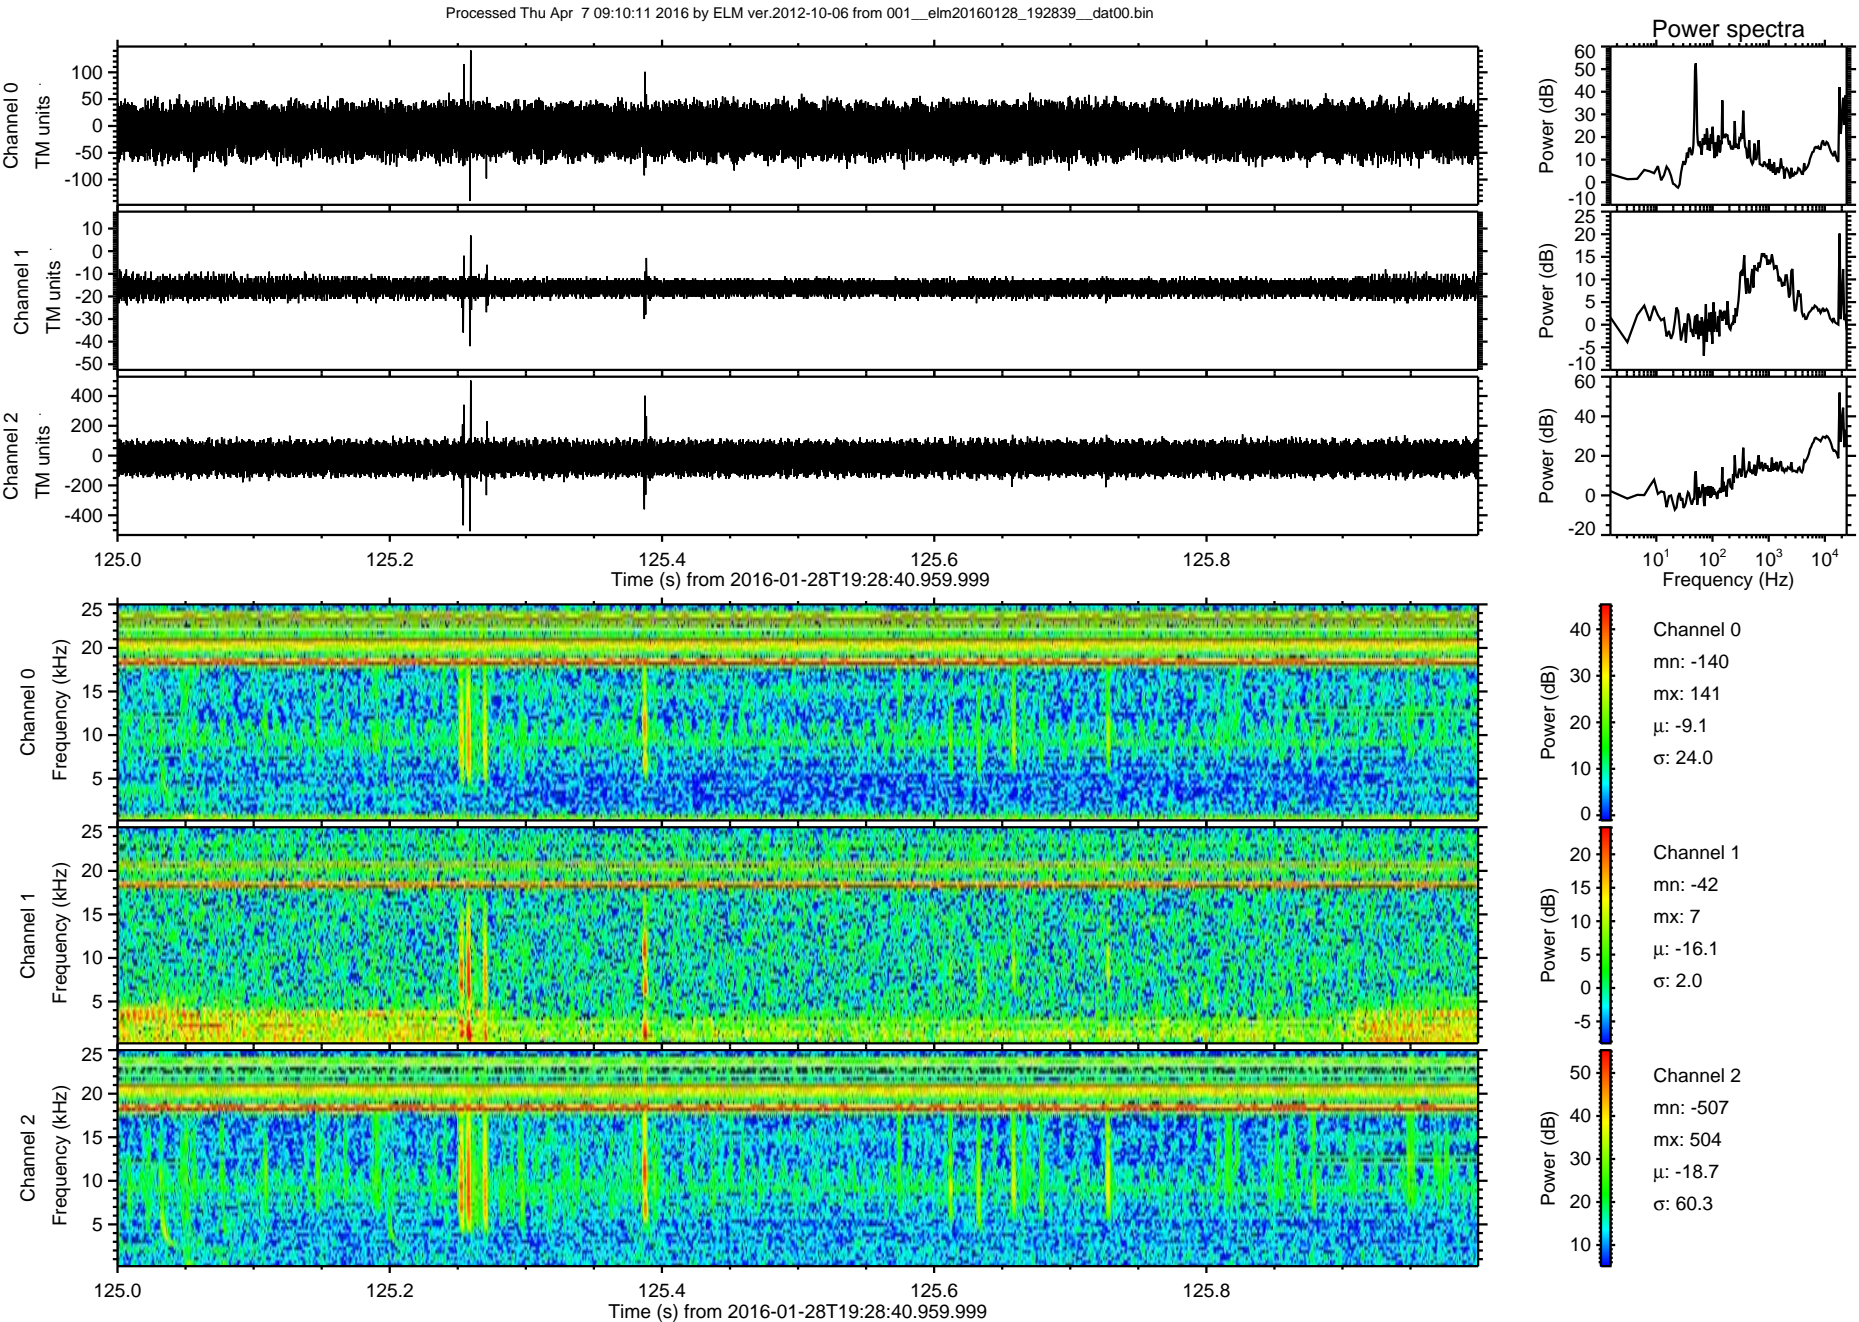 Processed Thu Apr  7 09:10:11 2016 by ELM ver.2012-10-06 from 001__elm20160128_192839__dat00.bin
Power spectra
Channel 0
TM units
100
50
0
-50
-100
Power (dB)
60
50
40
30
20
10
0
-10
Channel 1
TM units
10
0
-10
-20
-30
-40
-50
Power (dB)
25
20
15
10
5
0
-5
-10
Channel 2
TM units
400
200
0
-200
-400
Power (dB)
60
40
20
0
-20
125.0 125.2 125.4 125.6 125.8
Time (s) from 2016-01-28T19:28:40.959.999
10¹ 10² 10³ 10⁴
Frequency (Hz)
Channel 0
Frequency (kHz)
25
20
15
10
5
Power (dB)
40
30
20
10
0
Channel 0
mn: -140
mx: 141
μ: -9.1
σ: 24.0
Channel 1
Frequency (kHz)
25
20
15
10
5
Power (dB)
20
15
10
5
0
-5
Channel 1
mn: -42
mx: 7
μ: -16.1
σ: 2.0
Channel 2
Frequency (kHz)
25
20
15
10
5
Power (dB)
50
40
30
20
10
Channel 2
mn: -507
mx: 504
μ: -18.7
σ: 60.3
125.0 125.2 125.4 125.6 125.8
Time (s) from 2016-01-28T19:28:40.959.999